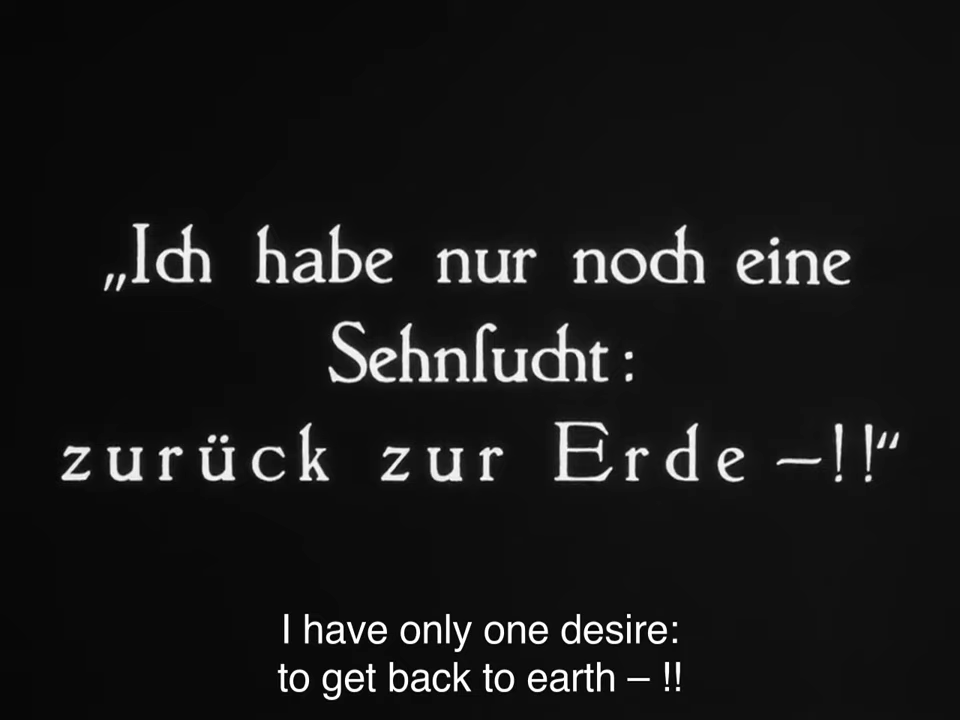 „Ich habe nur noch eine
Sehnſucht:
zurück zur Erde –!!“
I have only one desire:
to get back to earth – !!